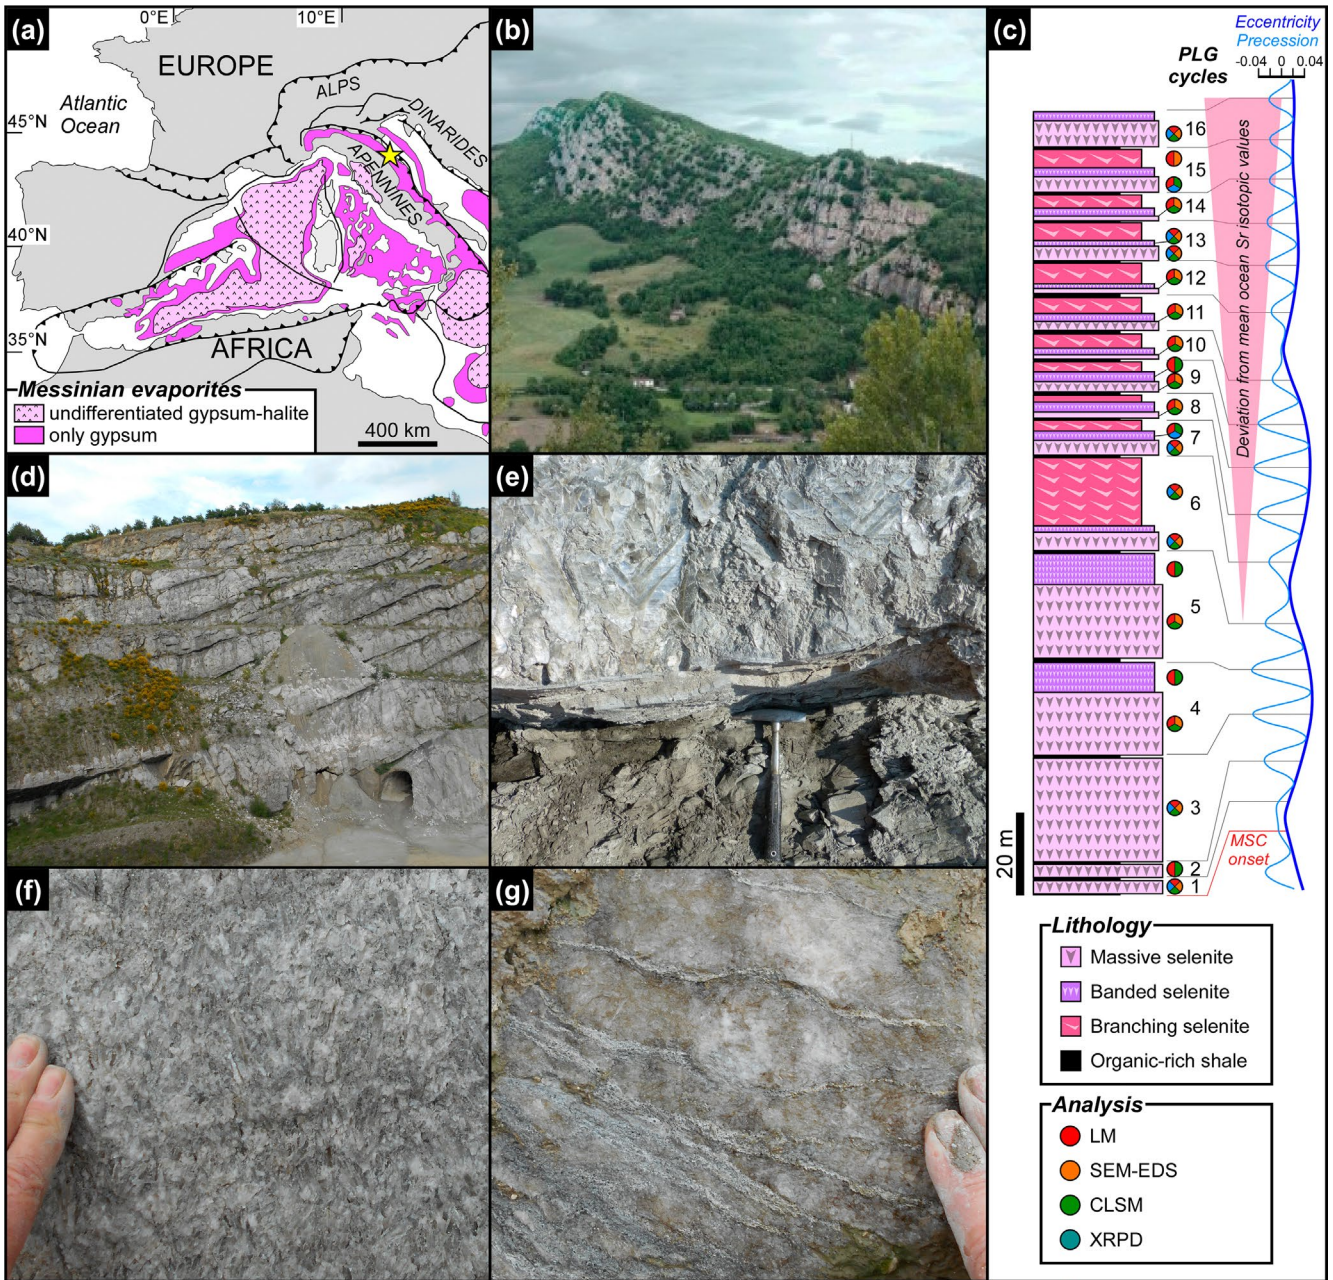 (a)
0°E
10°E
EUROPE
ALPS
DINARIDES
Atlantic
Ocean
45°N
APENNINES
40°N
35°N
AFRICA
Messinian evaporites
undifferentiated gypsum-halite
only gypsum
400 km
(b)
(c)
Eccentricity
Precession
-0.04 0 0.04
PLG
cycles
16
15
14
13
12
11
10
9
8
7
6
5
4
3
2
1
Deviation from mean ocean Sr isotopic values
MSC
onset
20 m
Lithology
Massive selenite
Banded selenite
Branching selenite
Organic-rich shale
Analysis
LM
SEM-EDS
CLSM
XRPD
(d)
(e)
(f)
(g)